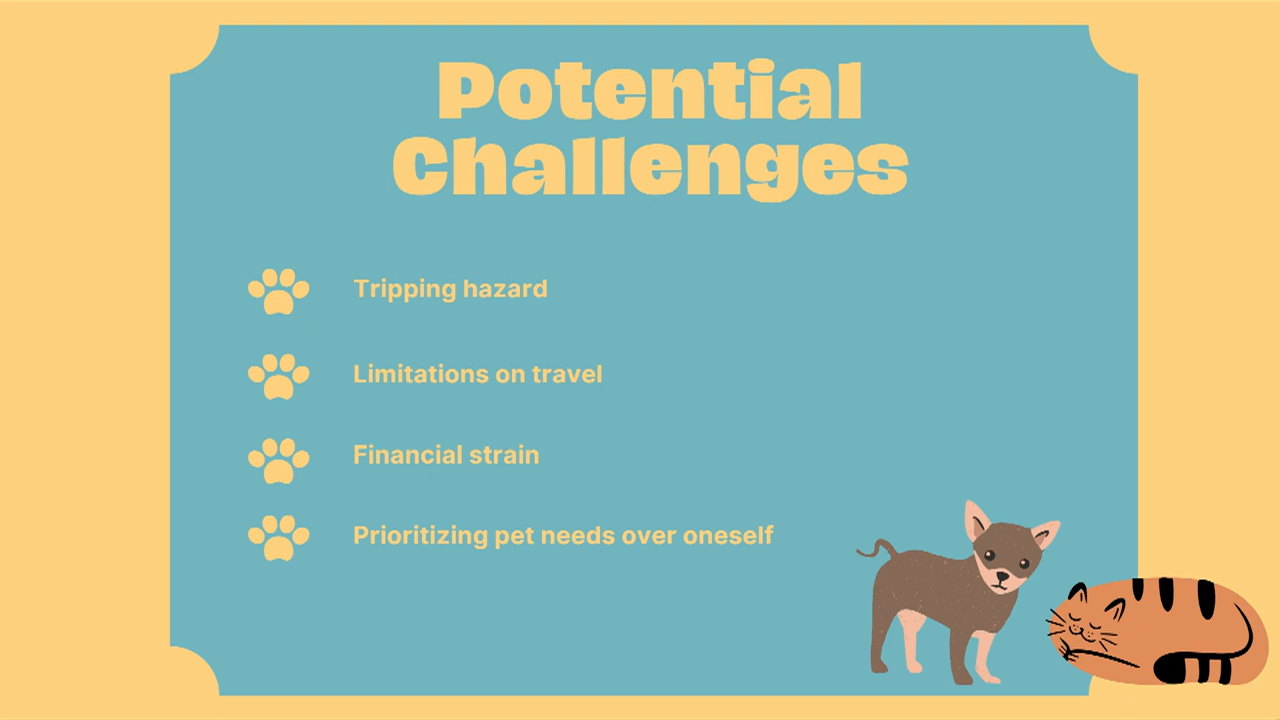 Potential
Challenges
Tripping hazard
Limitations on travel
Financial strain
Prioritizing pet needs over oneself